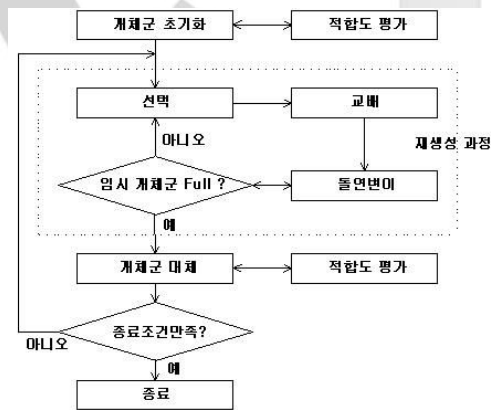 개체군 초기화
적합도 평가
선택
교배
아니오
재생성 과정
임시 개체군 Full ?
돌연변이
예
개체군 대체
적합도 평가
종료조건만족?
아니오
예
종료